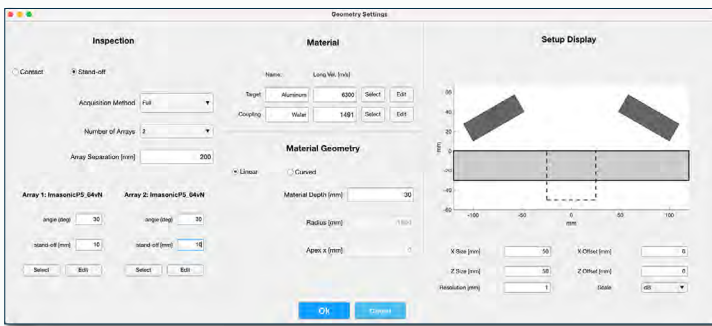 Geometry Settings
Inspection
Contact
Stand-off
Acquisition Method Full
Number of Arrays 2
Array Separation [mm] 200
Array 1: ImasonicP5_64vN
Array 2: ImasonicP5_64vN
angle (deg) 30
angle (deg) 30
stand-off [mm] 10
stand-off [mm] 10
Select Edit
Select Edit
Material
Name: Long Vel. [m/s]
Target Aluminum 6300 Select Edit
Coupling Water 1491 Select Edit
Material Geometry
Linear
Curved
Material Depth [mm] 30
Radius [mm]
Apex x [mm]
Ok Cancel
Setup Display
mm
60
40
20
0
-20
-40
-60
-100 -50 0 50 100
mm
X Size [mm] 50 X Offset [mm] 0
Z Size [mm] 50 Z Offset [mm] 0
Resolution [mm] 1 Scale dB